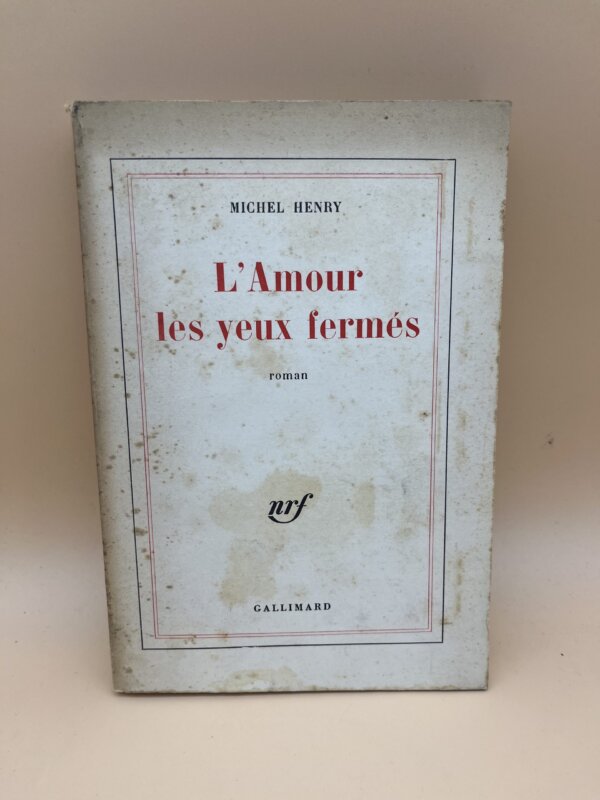 MICHEL HENRY
L'Amour
les yeux fermés
roman
nrf
GALLIMARD